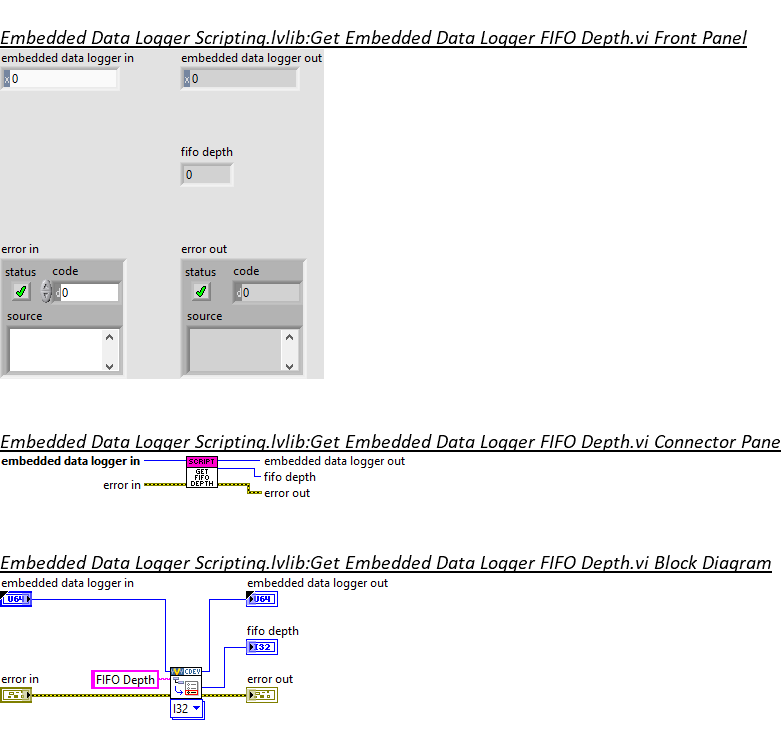 Embedded Data Logger Scripting.lvlib:Get Embedded Data Logger FIFO Depth.vi Front Panel
embedded data logger in
embedded data logger out
x 0
x 0
fifo depth
0
error in
error out
status code
status code
d 0
d 0
source
source
Embedded Data Logger Scripting.lvlib:Get Embedded Data Logger FIFO Depth.vi Connector Pane
embedded data logger in
SCRIPT
GET
FIFO
DEPTH
embedded data logger out
fifo depth
error in
error out
Embedded Data Logger Scripting.lvlib:Get Embedded Data Logger FIFO Depth.vi Block Diagram
embedded data logger in
embedded data logger out
U64
U64
fifo depth
I32
error in
FIFO Depth
CDEV
error out
I32